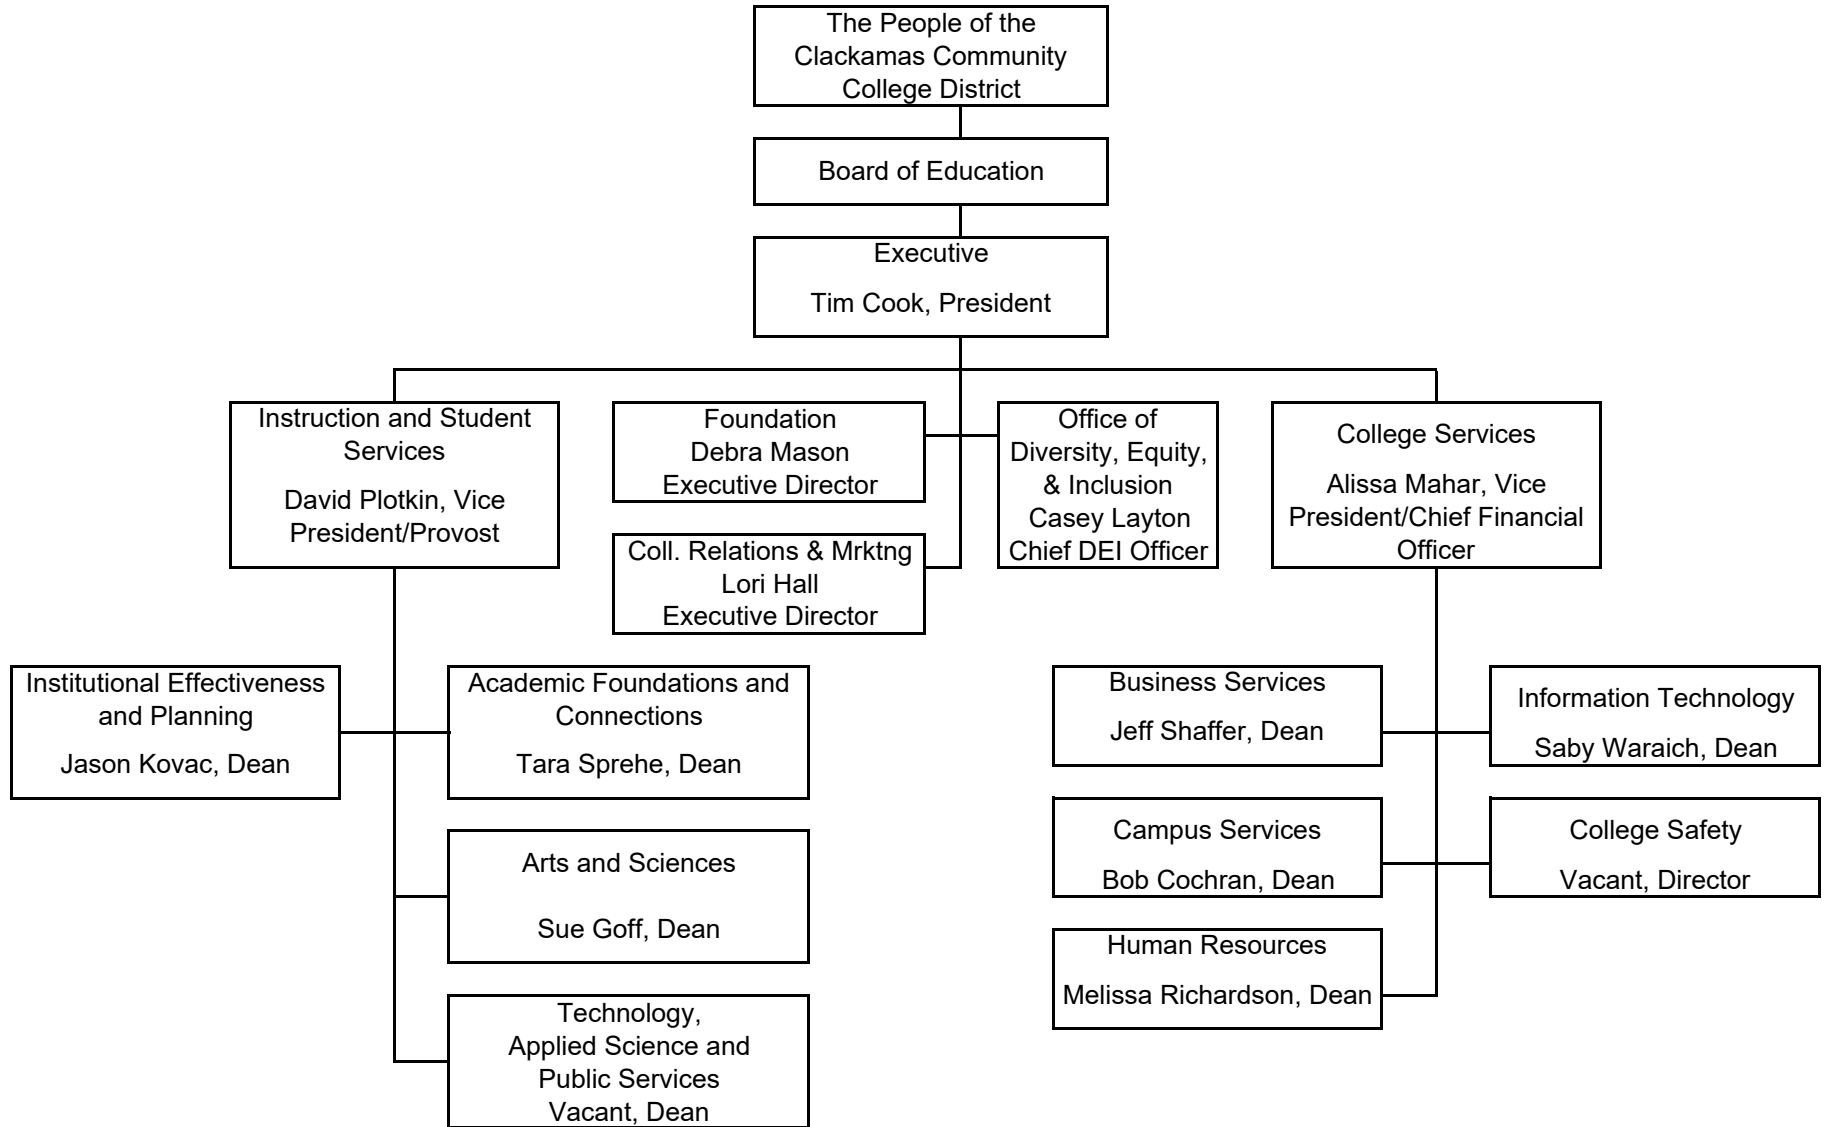 The People of the
Clackamas Community
College District
Board of Education
Executive
Tim Cook, President
Instruction and Student
Services
David Plotkin, Vice
President/Provost
Foundation
Debra Mason
Executive Director
Coll. Relations & Mrktng
Lori Hall
Executive Director
Office of
Diversity, Equity,
& Inclusion
Casey Layton
Chief DEI Officer
College Services
Alissa Mahar, Vice
President/Chief Financial
Officer
Institutional Effectiveness
and Planning
Jason Kovac, Dean
Academic Foundations and
Connections
Tara Sprehe, Dean
Arts and Sciences
Sue Goff, Dean
Technology,
Applied Science and
Public Services
Vacant, Dean
Business Services
Jeff Shaffer, Dean
Information Technology
Saby Waraich, Dean
Campus Services
Bob Cochran, Dean
College Safety
Vacant, Director
Human Resources
Melissa Richardson, Dean